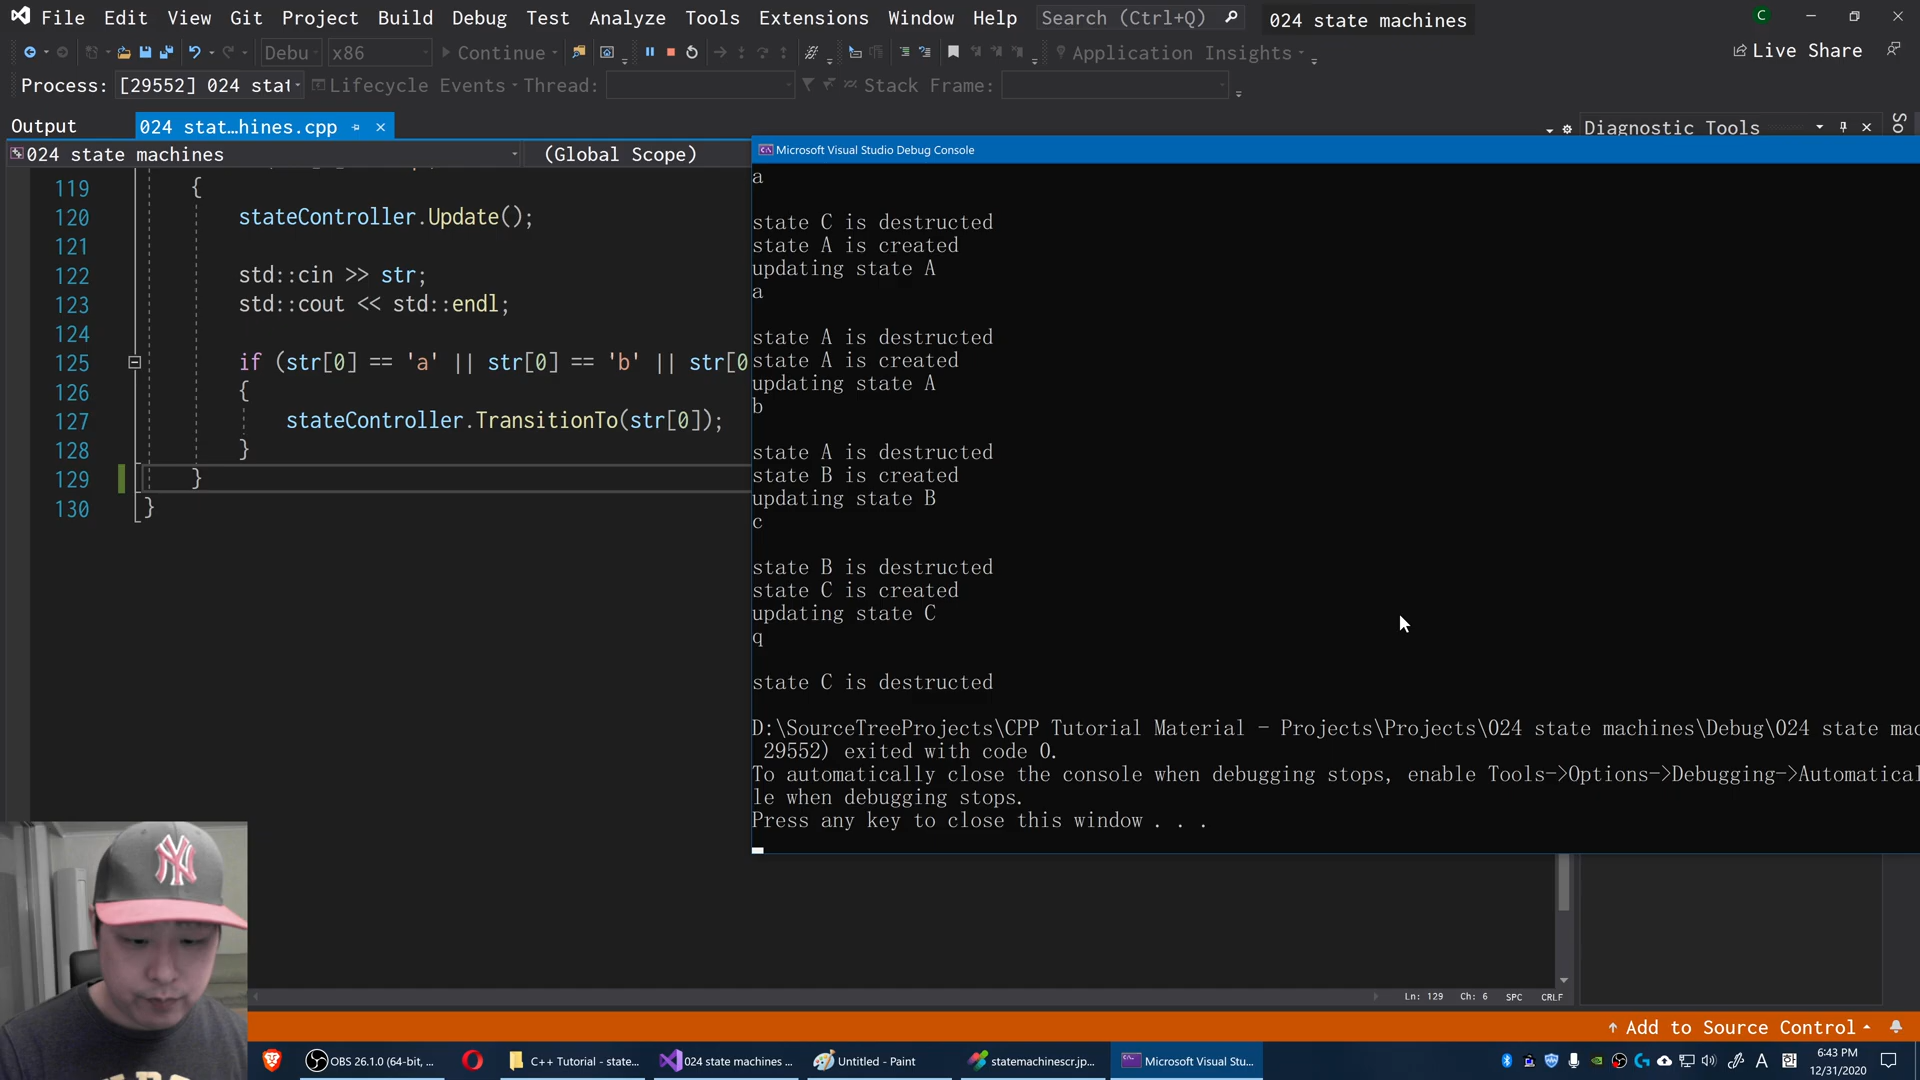 File Edit View Git Project Build Debug Test Analyze Tools Extensions Window Help Search (Ctrl+Q) 024 state machines C
Debu x86 Continue Application Insights Live Share
Process: [29552] 024 stat Lifecycle Events Thread: Stack Frame:
Output 024 stat...hines.cpp Diagnostic Tools So
024 state machines (Global Scope)
Microsoft Visual Studio Debug Console
119 {
120 stateController.Update();
121
122 std::cin >> str;
123 std::cout << std::endl;
124
125 if (str[0] == 'a' || str[0] == 'b' || str[0
126 {
127 stateController.TransitionTo(str[0]);
128 }
129 }
130 }
a
state C is destructed
state A is created
updating state A
a
state A is destructed
state A is created
updating state A
b
state A is destructed
state B is created
updating state B
c
state B is destructed
state C is created
updating state C
q
state C is destructed
D:\SourceTreeProjects\CPP Tutorial Material - Projects\Projects\024 state machines\Debug\024 state mac
29552) exited with code 0.
To automatically close the console when debugging stops, enable Tools->Options->Debugging->Automatical
le when debugging stops.
Press any key to close this window . . .
NY
Ln: 129 Ch: 6 SPC CRLF
Add to Source Control
OBS 26.1.0 (64-bit, ... C++ Tutorial - state... 024 state machines ... Untitled - Paint statemachinescr.jp... Microsoft Visual Stu... A 한 6:43 PM
12/31/2020